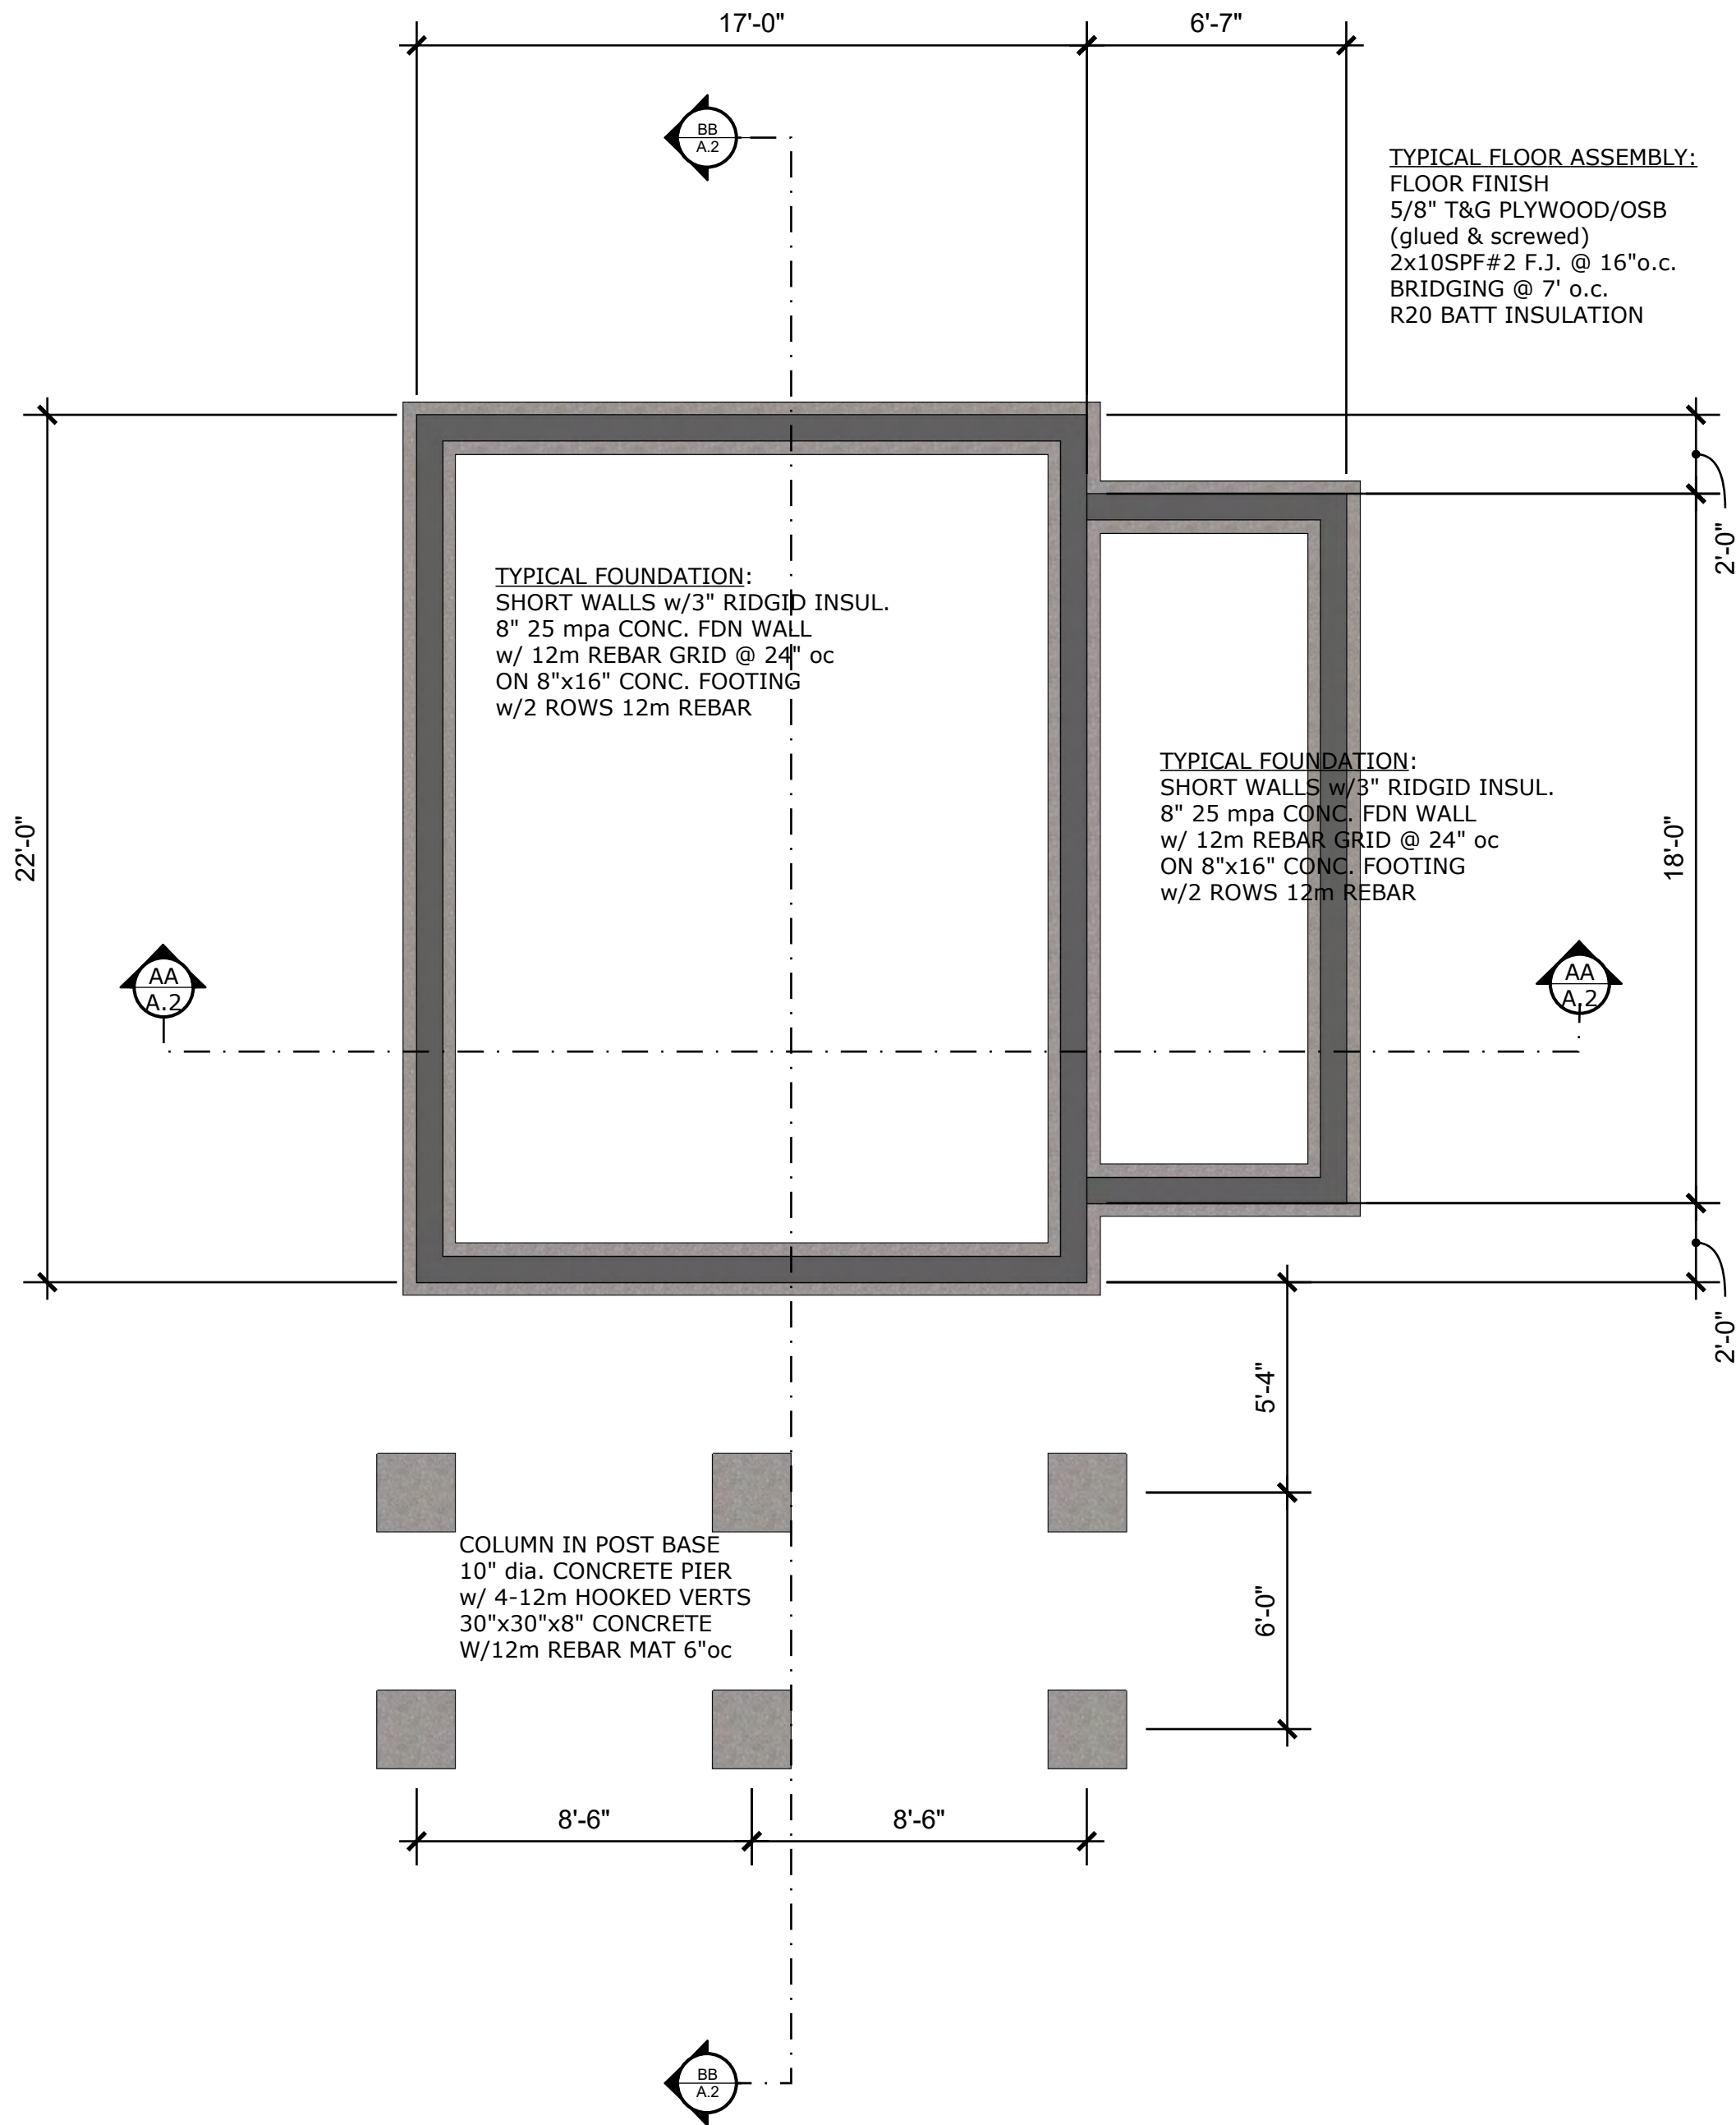 17'-0"
6'-7"
BB
A.2
TYPICAL FLOOR ASSEMBLY:
FLOOR FINISH
5/8" T&G PLYWOOD/OSB
(glued & screwed)
2x10SPF#2 F.J. @ 16"o.c.
BRIDGING @ 7' o.c.
R20 BATT INSULATION
2'-0"
TYPICAL FOUNDATION:
SHORT WALLS w/3" RIDGID INSUL.
8" 25 mpa CONC. FDN WALL
w/ 12m REBAR GRID @ 24" oc
ON 8"x16" CONC. FOOTING
w/2 ROWS 12m REBAR
TYPICAL FOUNDATION:
SHORT WALLS w/3" RIDGID INSUL.
8" 25 mpa CONC. FDN WALL
w/ 12m REBAR GRID @ 24" oc
ON 8"x16" CONC. FOOTING
w/2 ROWS 12m REBAR
22'-0"
18'-0"
AA
A.2
AA
A.2
2'-0"
5'-4"
COLUMN IN POST BASE
10" dia. CONCRETE PIER
w/ 4-12m HOOKED VERTS
30"x30"x8" CONCRETE
W/12m REBAR MAT 6"oc
6'-0"
8'-6"
8'-6"
BB
A.2